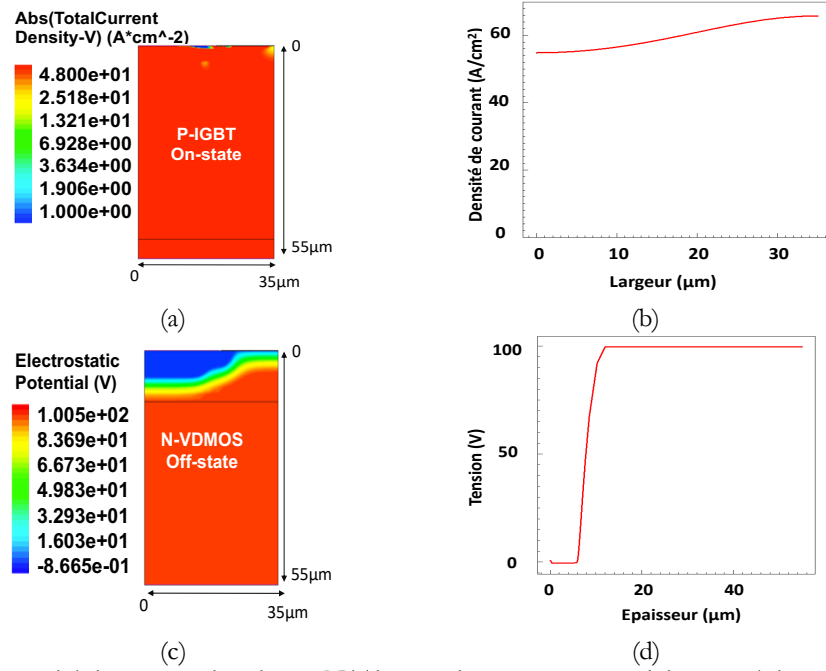 Abs(TotalCurrent
Density-V) (A*cm^-2)
4.800e+01
2.518e+01
1.321e+01
6.928e+00
3.634e+00
1.906e+00
1.000e+00
P-IGBT
On-state
0
55µm
0
35µm
(a)
Densité de courant (A/cm²)
60
40
20
0
0
10
20
30
Largeur (µm)
(b)
Electrostatic
Potential (V)
1.005e+02
8.369e+01
6.673e+01
4.983e+01
3.293e+01
1.603e+01
-8.665e-01
N-VDMOS
Off-state
0
55µm
0
35µm
(c)
Tension (V)
100
50
0
0
20
40
Epaisseur (µm)
(d)